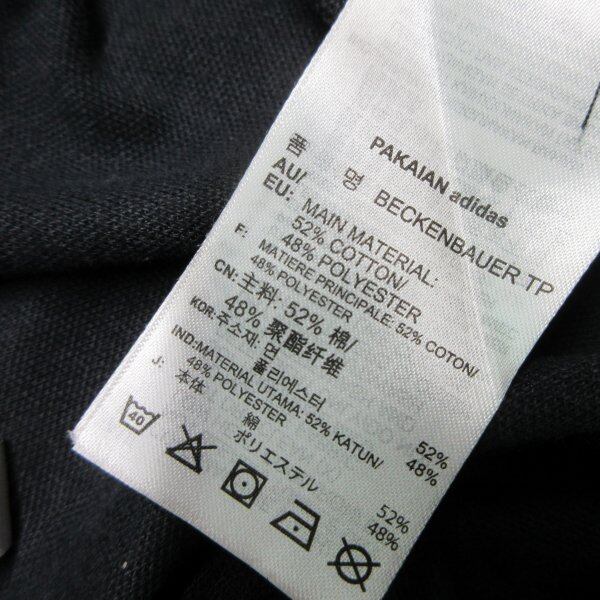 PAKAIAN adidas
품 명 BECKENBAUER TP
AU/
EU: MAIN MATERIAL:
52% COTTON/
48% POLYESTER
F: MATIERE PRINCIPALE: 52% COTON/
48% POLYESTER
CN: 主料: 52% 棉/
48% 聚酯纤维
KOR: 주소재: 면 52%
폴리에스터 48%
IND: MATERIAL UTAMA: 52% KATUN/
48% POLYESTER
J: 本体 綿 52%
ポリエステル 48%
40